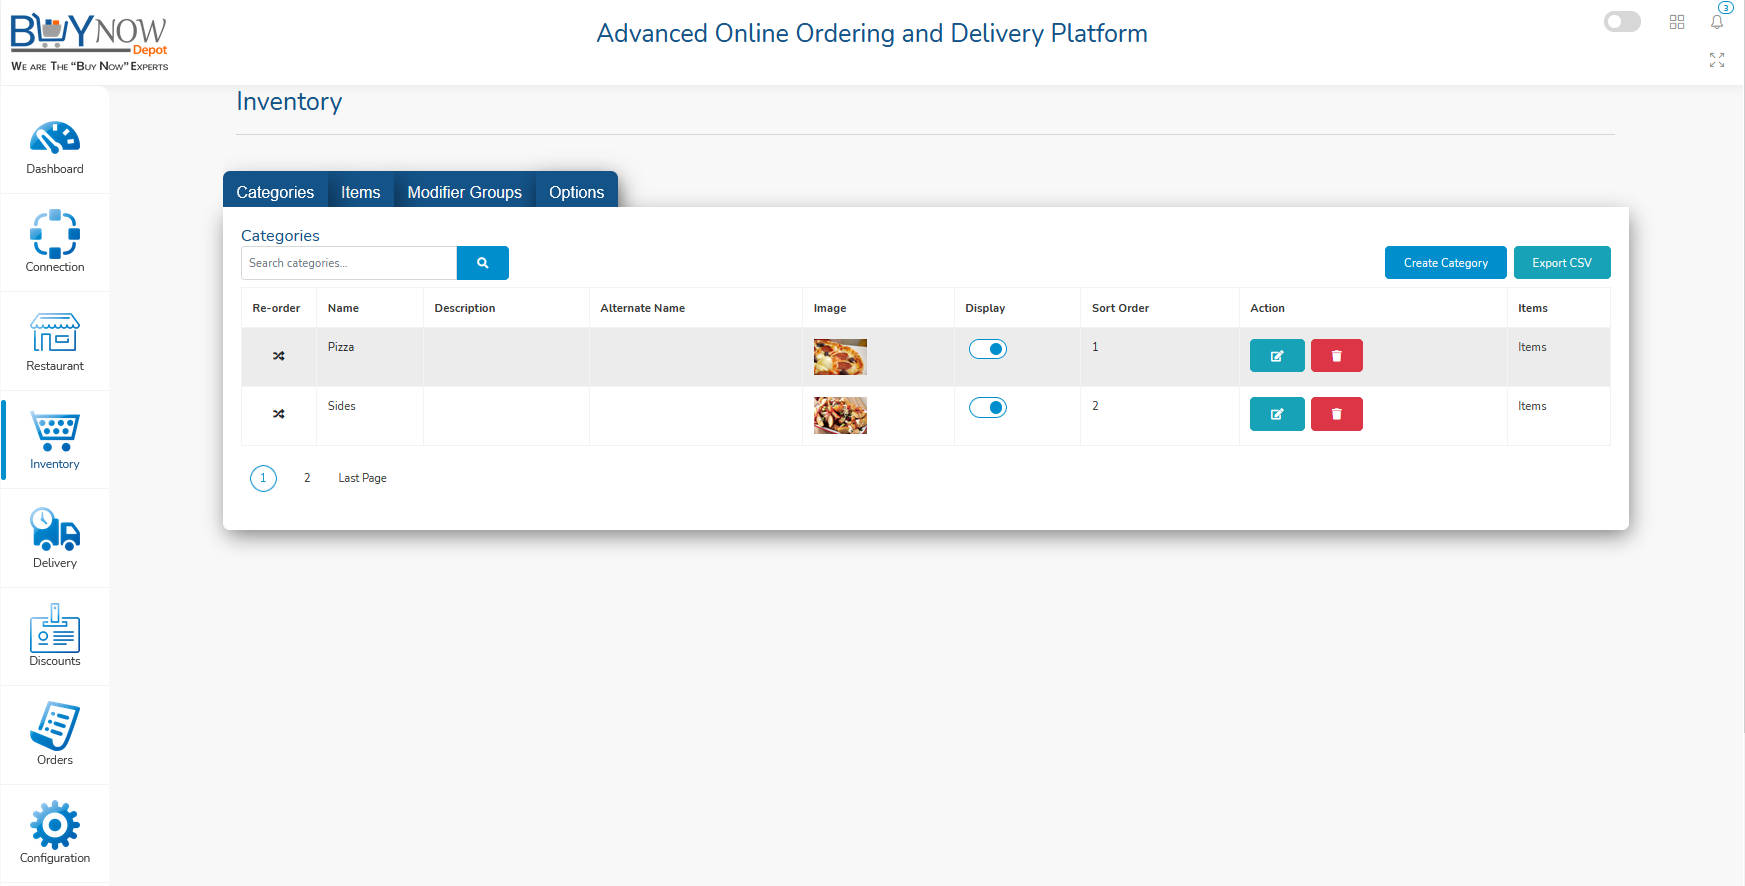 BUYNOW
Depot
WE ARE THE "BUY NOW" EXPERTS
Advanced Online Ordering and Delivery Platform
3
Dashboard
Connection
Restaurant
Inventory
Delivery
Discounts
Orders
Configuration
Inventory
Categories Items Modifier Groups Options
Categories
Search categories...
Create Category Export CSV
Re-order Name Description Alternate Name Image Display Sort Order Action Items
Pizza 1 Items
Sides 2 Items
1 2 Last Page